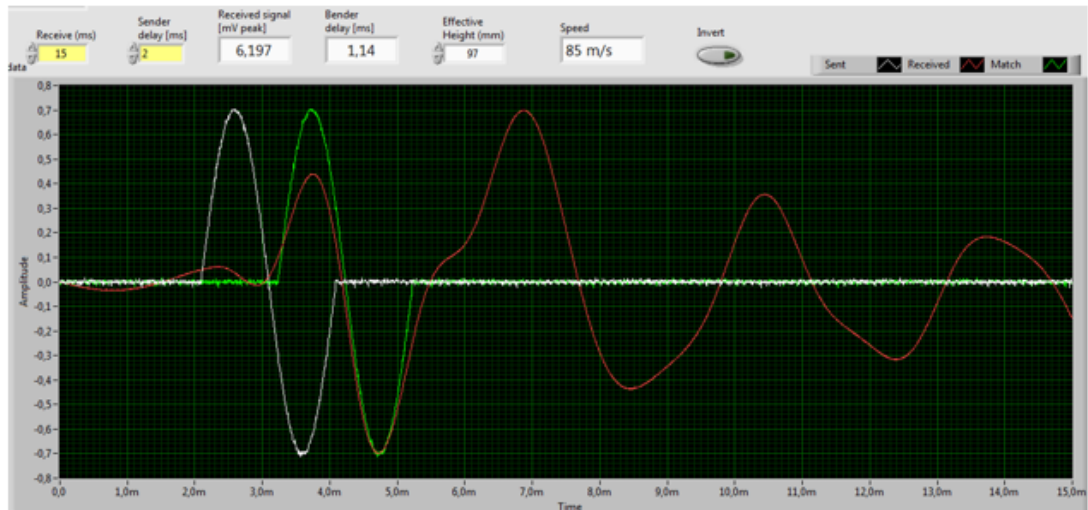 Receive (ms)
15
Sender
delay [ms]
2
Received signal
[mV peak]
6,197
Bender
delay [ms]
1,14
Effective
Height (mm)
97
Speed
85 m/s
Invert
data
Sent Received Match
0,8
0,7
0,6
0,5
0,4
0,3
0,2
0,1
0,0
-0,1
-0,2
-0,3
-0,4
-0,5
-0,6
-0,7
-0,8
Amplitude
0,0 1,0m 2,0m 3,0m 4,0m 5,0m 6,0m 7,0m 8,0m 9,0m 10,0m 11,0m 12,0m 13,0m 14,0m 15,0m
Time